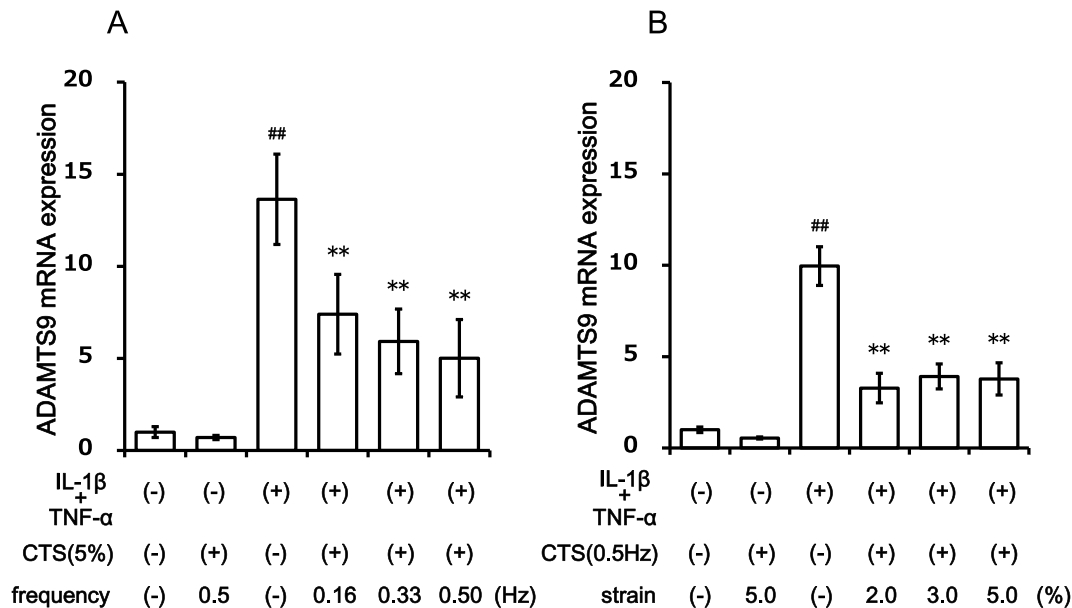 A
ADAMTS9 mRNA expression
20
15
10
5
0
##
**
**
**
IL-1β
+
TNF-α
(-) (-) (+) (+) (+) (+)
CTS(5%) (-) (+) (-) (+) (+) (+)
frequency (-) 0.5 (-) 0.16 0.33 0.50 (Hz)
B
ADAMTS9 mRNA expression
20
15
10
5
0
##
**
**
**
IL-1β
+
TNF-α
(-) (-) (+) (+) (+) (+)
CTS(0.5Hz) (-) (+) (-) (+) (+) (+)
strain (-) 5.0 (-) 2.0 3.0 5.0 (%)